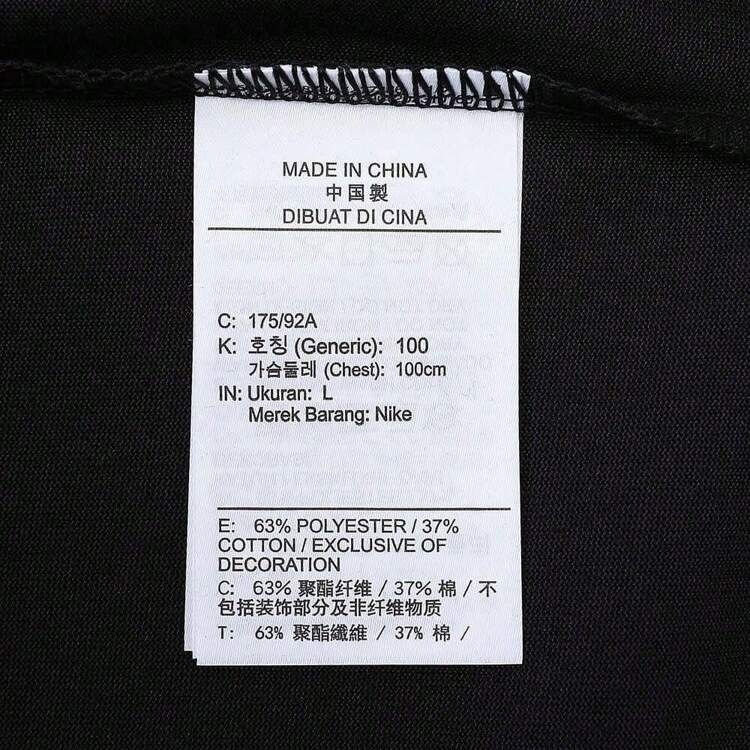 MADE IN CHINA
中国製
DIBUAT DI CINA
C: 175/92A
K: 호칭 (Generic): 100
가슴둘레 (Chest): 100cm
IN: Ukuran: L
Merek Barang: Nike
E: 63% POLYESTER / 37%
COTTON / EXCLUSIVE OF
DECORATION
C: 63% 聚酯纤维 / 37% 棉 / 不
包括装饰部分及非纤维物质
T: 63% 聚酯纖維 / 37% 棉 /